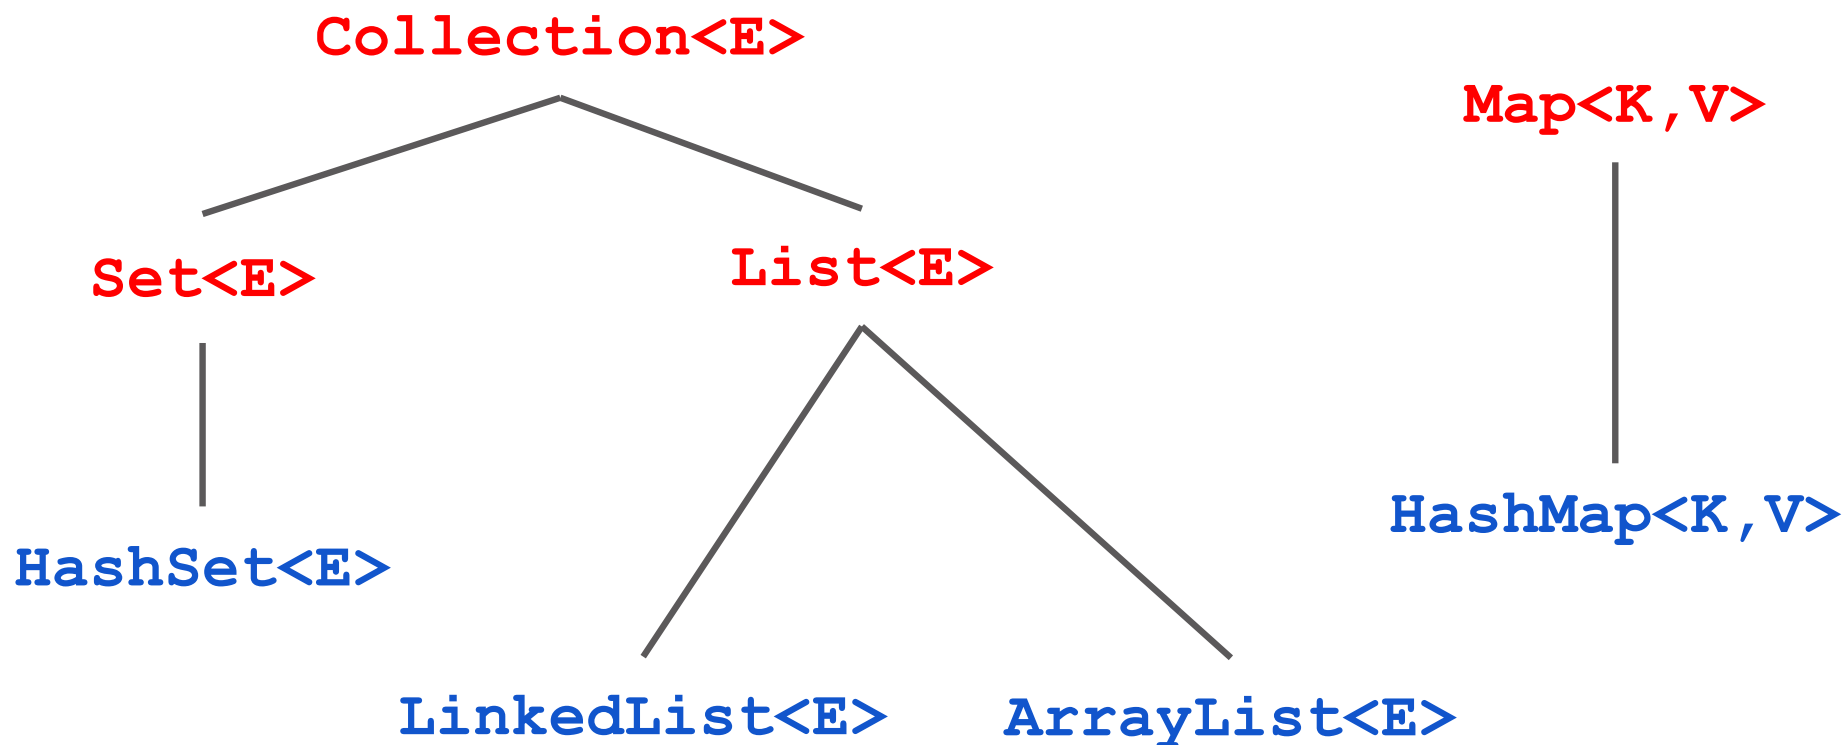 Collection<E>
Map<K,V>
Set<E>
List<E>
HashMap<K,V>
HashSet<E>
LinkedList<E>
ArrayList<E>